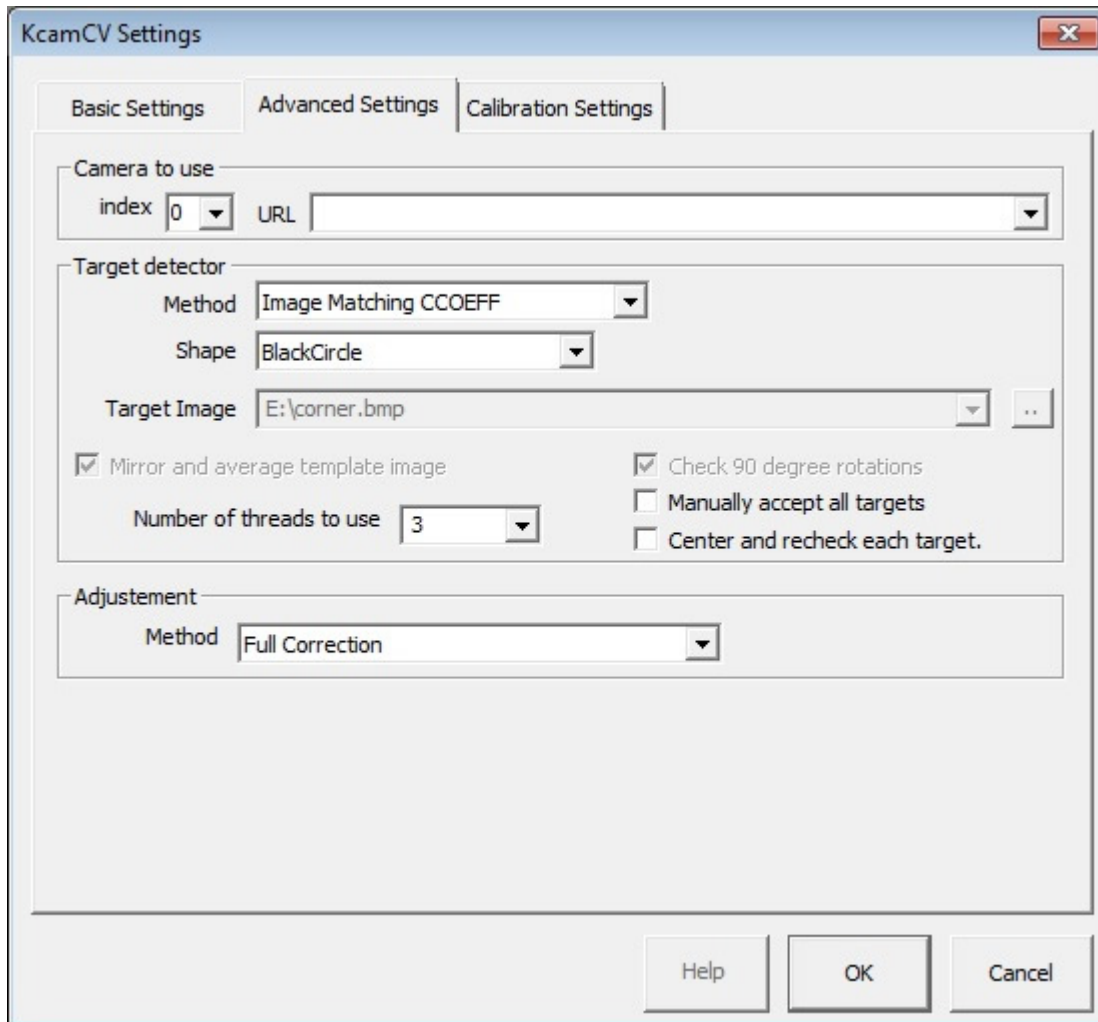 KcamCV Settings
Basic Settings
Advanced Settings
Calibration Settings
Camera to use
index 0 URL
Target detector
Method Image Matching CCOEFF
Shape BlackCircle
Target Image E:\corner.bmp ..
Mirror and average template image
Check 90 degree rotations
Number of threads to use 3
Manually accept all targets
Center and recheck each target.
Adjustement
Method Full Correction
Help OK Cancel